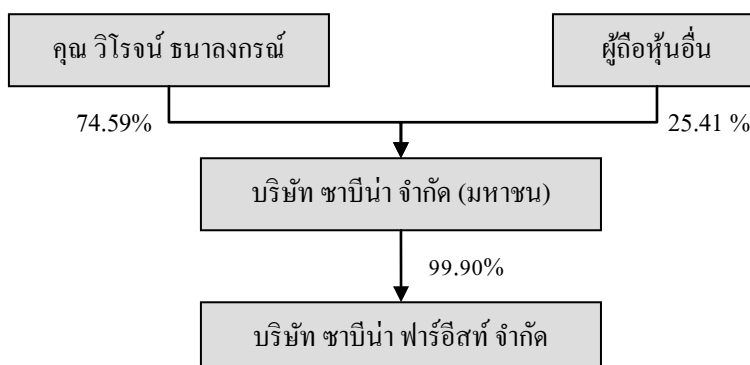 คุณ วิโรจน์ ธนาลงกรณ์
ผู้ถือหุ้นอื่น
74.59%
25.41 %
บริษัท ซาบีน่า จำกัด (มหาชน)
99.90%
บริษัท ซาบีน่า ฟาร์อีสท์ จำกัด